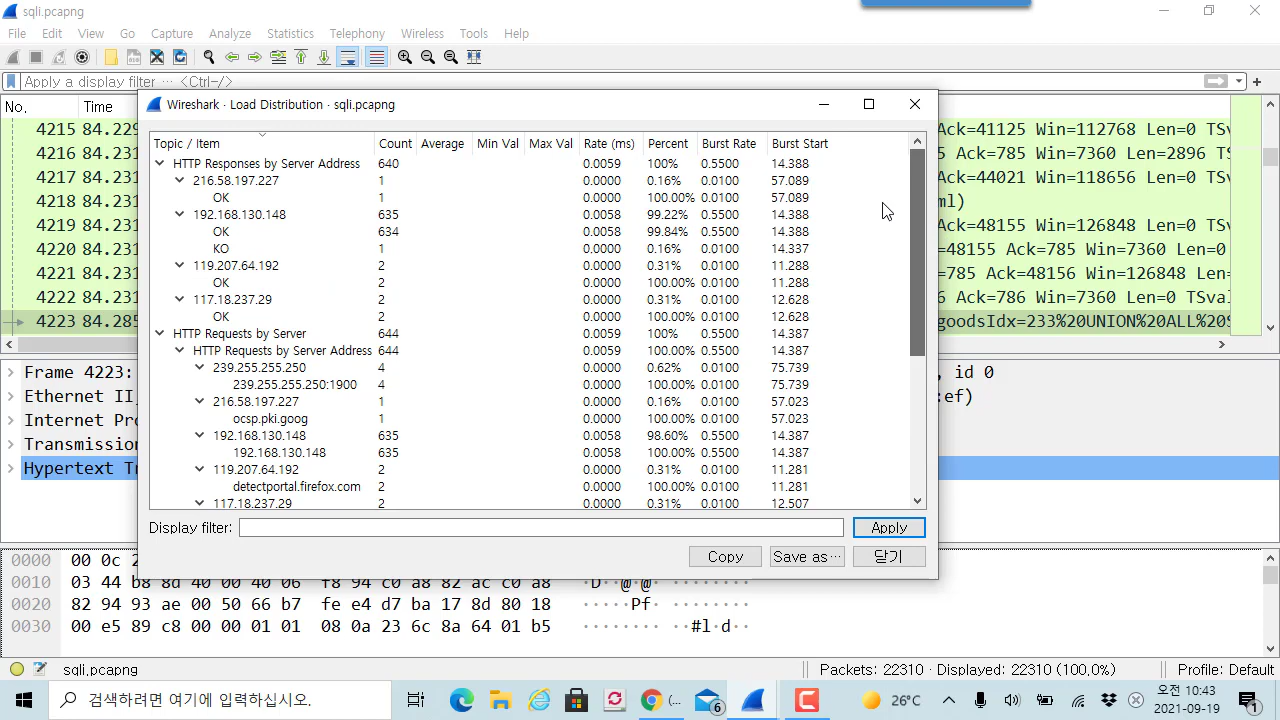 sqli.pcapng
File Edit View Go Capture Analyze Statistics Telephony Wireless Tools Help
Apply a display filter ··· <Ctrl-/>
No. Time
4215 84.229 Ack=41125 Win=112768 Len=0 TSv
4216 84.231 5 Ack=785 Win=7360 Len=2896 TS
4217 84.231 Ack=44021 Win=118656 Len=0 TSv
4218 84.231 ml)
4219 84.231 Ack=48155 Win=126848 Len=0 TSv
4220 84.231 48155 Ack=785 Win=7360 Len=0 T
4221 84.231 785 Ack=48156 Win=126848 Len=
4222 84.231 156 Ack=786 Win=7360 Len=0 TSval
4223 84.285 goodsIdx=233%20UNION%20ALL%20S
Wireshark · Load Distribution · sqli.pcapng
Topic / Item Count Average Min Val Max Val Rate (ms) Percent Burst Rate Burst Start
HTTP Responses by Server Address 640 0.0059 100% 0.5500 14.388
216.58.197.227 1 0.0000 0.16% 0.0100 57.089
OK 1 0.0000 100.00% 0.0100 57.089
192.168.130.148 635 0.0058 99.22% 0.5500 14.388
OK 634 0.0058 99.84% 0.5500 14.388
KO 1 0.0000 0.16% 0.0100 14.337
119.207.64.192 2 0.0000 0.31% 0.0100 11.288
OK 2 0.0000 100.00% 0.0100 11.288
117.18.237.29 2 0.0000 0.31% 0.0100 12.628
OK 2 0.0000 100.00% 0.0100 12.628
HTTP Requests by Server 644 0.0059 100% 0.5500 14.387
HTTP Requests by Server Address 644 0.0059 100.00% 0.5500 14.387
239.255.255.250 4 0.0000 0.62% 0.0100 75.739
239.255.255.250:1900 4 0.0000 100.00% 0.0100 75.739
216.58.197.227 1 0.0000 0.16% 0.0100 57.023
ocsp.pki.goog 1 0.0000 100.00% 0.0100 57.023
192.168.130.148 635 0.0058 98.60% 0.5500 14.387
192.168.130.148 635 0.0058 100.00% 0.5500 14.387
119.207.64.192 2 0.0000 0.31% 0.0100 11.281
detectportal.firefox.com 2 0.0000 100.00% 0.0100 11.281
117.18.237.29 2 0.0000 0.31% 0.0100 12.507
Display filter: Apply
Copy Save as··· 닫기
Frame 4223: , id 0
Ethernet II, :ef)
Internet Pro
Transmission
Hypertext Tr
0000 00 0c 2
0010 03 44 b8 8d 40 00 40 06 f8 94 c0 a8 82 ac c0 a8 ·D··@·@· ········
0020 82 94 93 ae 00 50 66 b7 fe e4 d7 ba 17 8d 80 18 ·····Pf· ········
0030 00 e5 89 c8 00 00 01 01 08 0a 23 6c 8a 64 01 b5 ········ ··#l·d··
sqli.pcapng Packets: 22310 · Displayed: 22310 (100.0%) Profile: Default
검색하려면 여기에 입력하십시오. (... 6 26°C 오전 10:43 1
2021-09-19